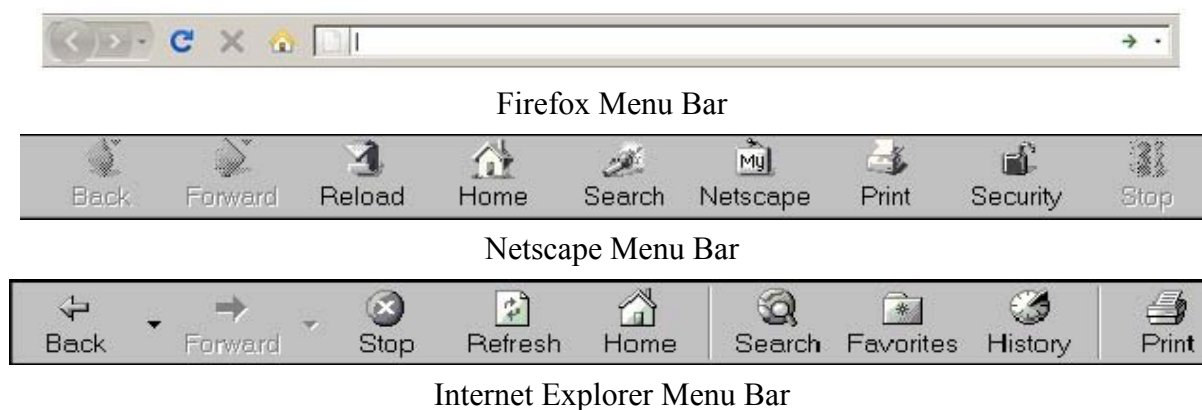 Firefox Menu Bar
My
Back Forward Reload Home Search Netscape Print Security Stop
Netscape Menu Bar
Back Forward Stop Refresh Home Search Favorites History Print
Internet Explorer Menu Bar